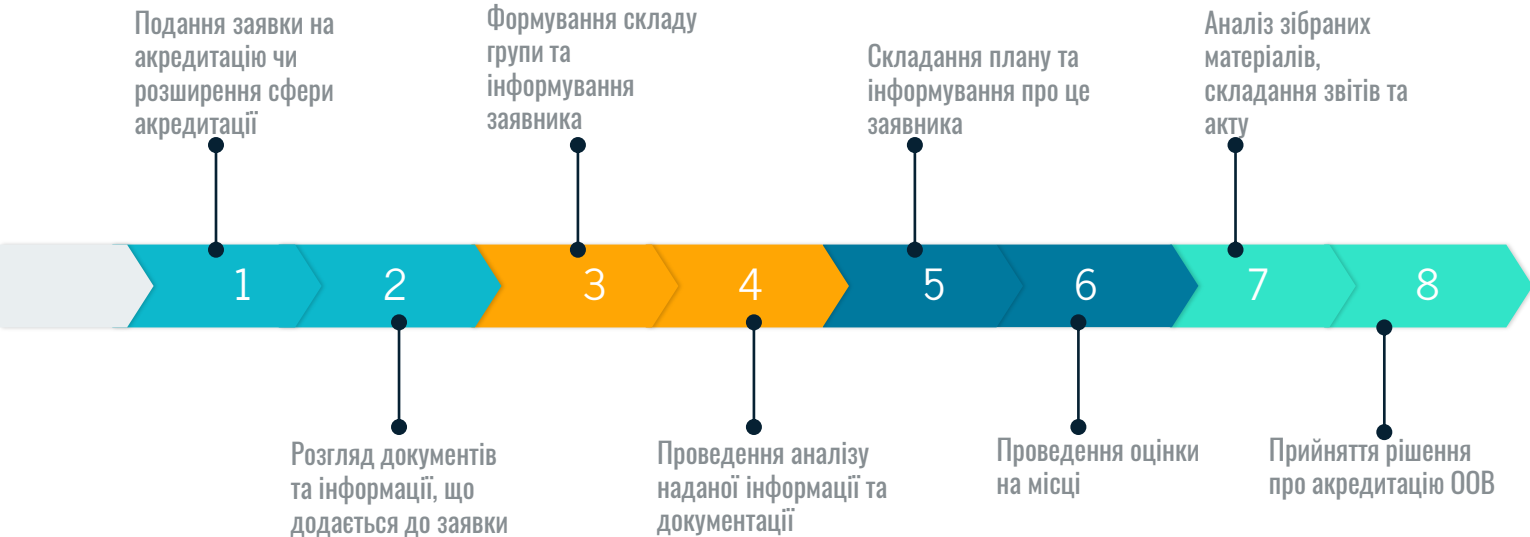 Подання заявки на
акредитацію чи
розширення сфери
акредитації
Формування складу
групи та
інформування
заявника
Складання плану та
інформування про це
заявника
Аналіз зібраних
матеріалів,
складання звітів та
акту
1
2
3
4
5
6
7
8
Розгляд документів
та інформації, що
додається до заявки
Проведення аналізу
наданої інформації та
документації
Проведення оцінки
на місці
Прийняття рішення
про акредитацію ООВ